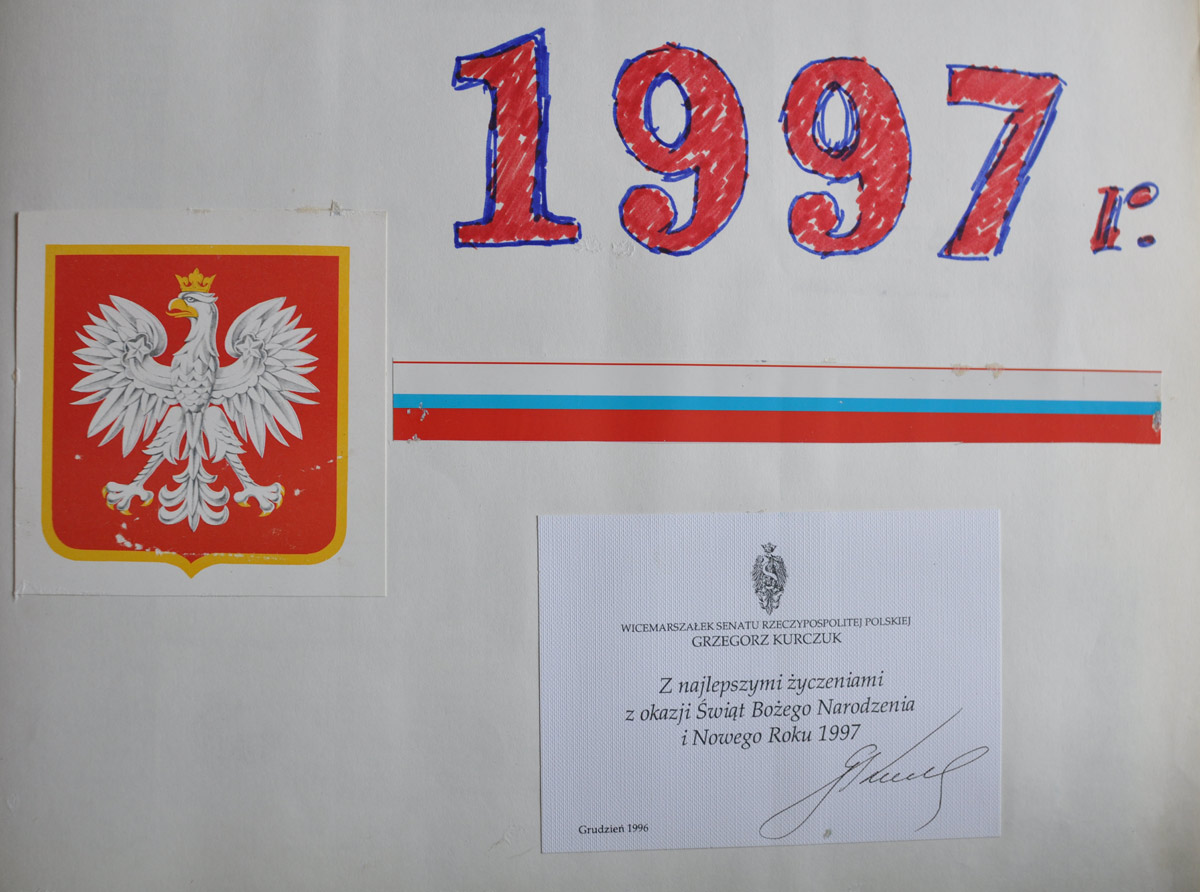 1997 r.
WICEMARSZAŁEK SENATU RZECZYPOSPOLITEJ POLSKIEJ
GRZEGORZ KURCZUK
Z najlepszymi życzeniami
z okazji Świąt Bożego Narodzenia
i Nowego Roku 1997
Grudzień 1996